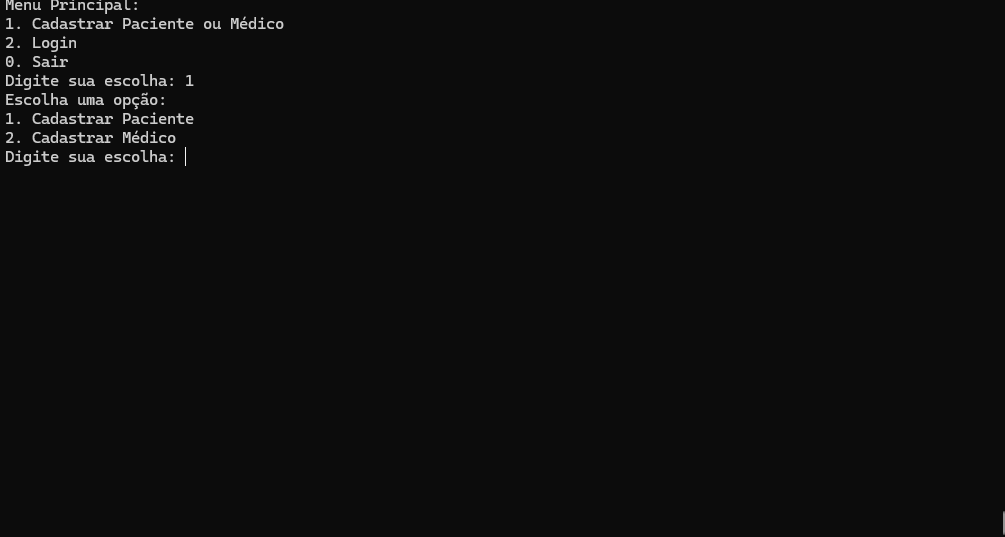 Menu Principal:
1. Cadastrar Paciente ou Médico
2. Login
0. Sair
Digite sua escolha: 1
Escolha uma opção:
1. Cadastrar Paciente
2. Cadastrar Médico
Digite sua escolha: